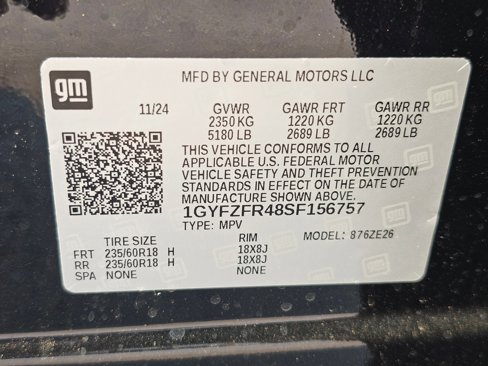 gm
MFD BY GENERAL MOTORS LLC
11/24 GVWR GAWR FRT GAWR RR
2350 KG 1220 KG 1220 KG
5180 LB 2689 LB 2689 LB
THIS VEHICLE CONFORMS TO ALL
APPLICABLE U.S. FEDERAL MOTOR
VEHICLE SAFETY AND THEFT PREVENTION
STANDARDS IN EFFECT ON THE DATE OF
MANUFACTURE SHOWN ABOVE.
1GYFZFR48SF156757
TYPE: MPV MODEL: 876ZE26
TIRE SIZE RIM
FRT 235/60R18 H 18X8J
RR 235/60R18 H 18X8J
SPA NONE NONE